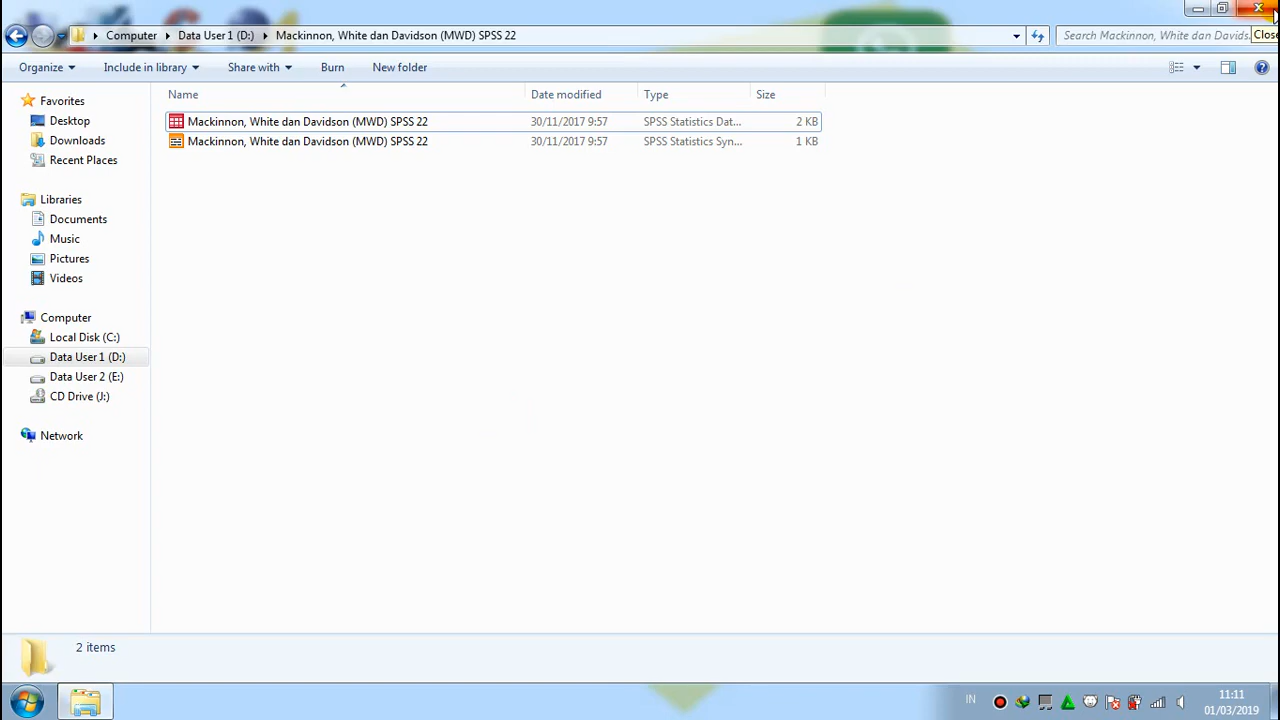 Computer Data User 1 (D:) Mackinnon, White dan Davidson (MWD) SPSS 22
Search Mackinnon, White dan Davids...
Close
Organize Include in library Share with Burn New folder
Name Date modified Type Size
Favorites
Desktop
Downloads
Recent Places
Libraries
Documents
Music
Pictures
Videos
Computer
Local Disk (C:)
Data User 1 (D:)
Data User 2 (E:)
CD Drive (J:)
Network
Mackinnon, White dan Davidson (MWD) SPSS 22 30/11/2017 9:57 SPSS Statistics Dat... 2 KB
Mackinnon, White dan Davidson (MWD) SPSS 22 30/11/2017 9:57 SPSS Statistics Syn... 1 KB
2 items
IN
11:11
01/03/2019